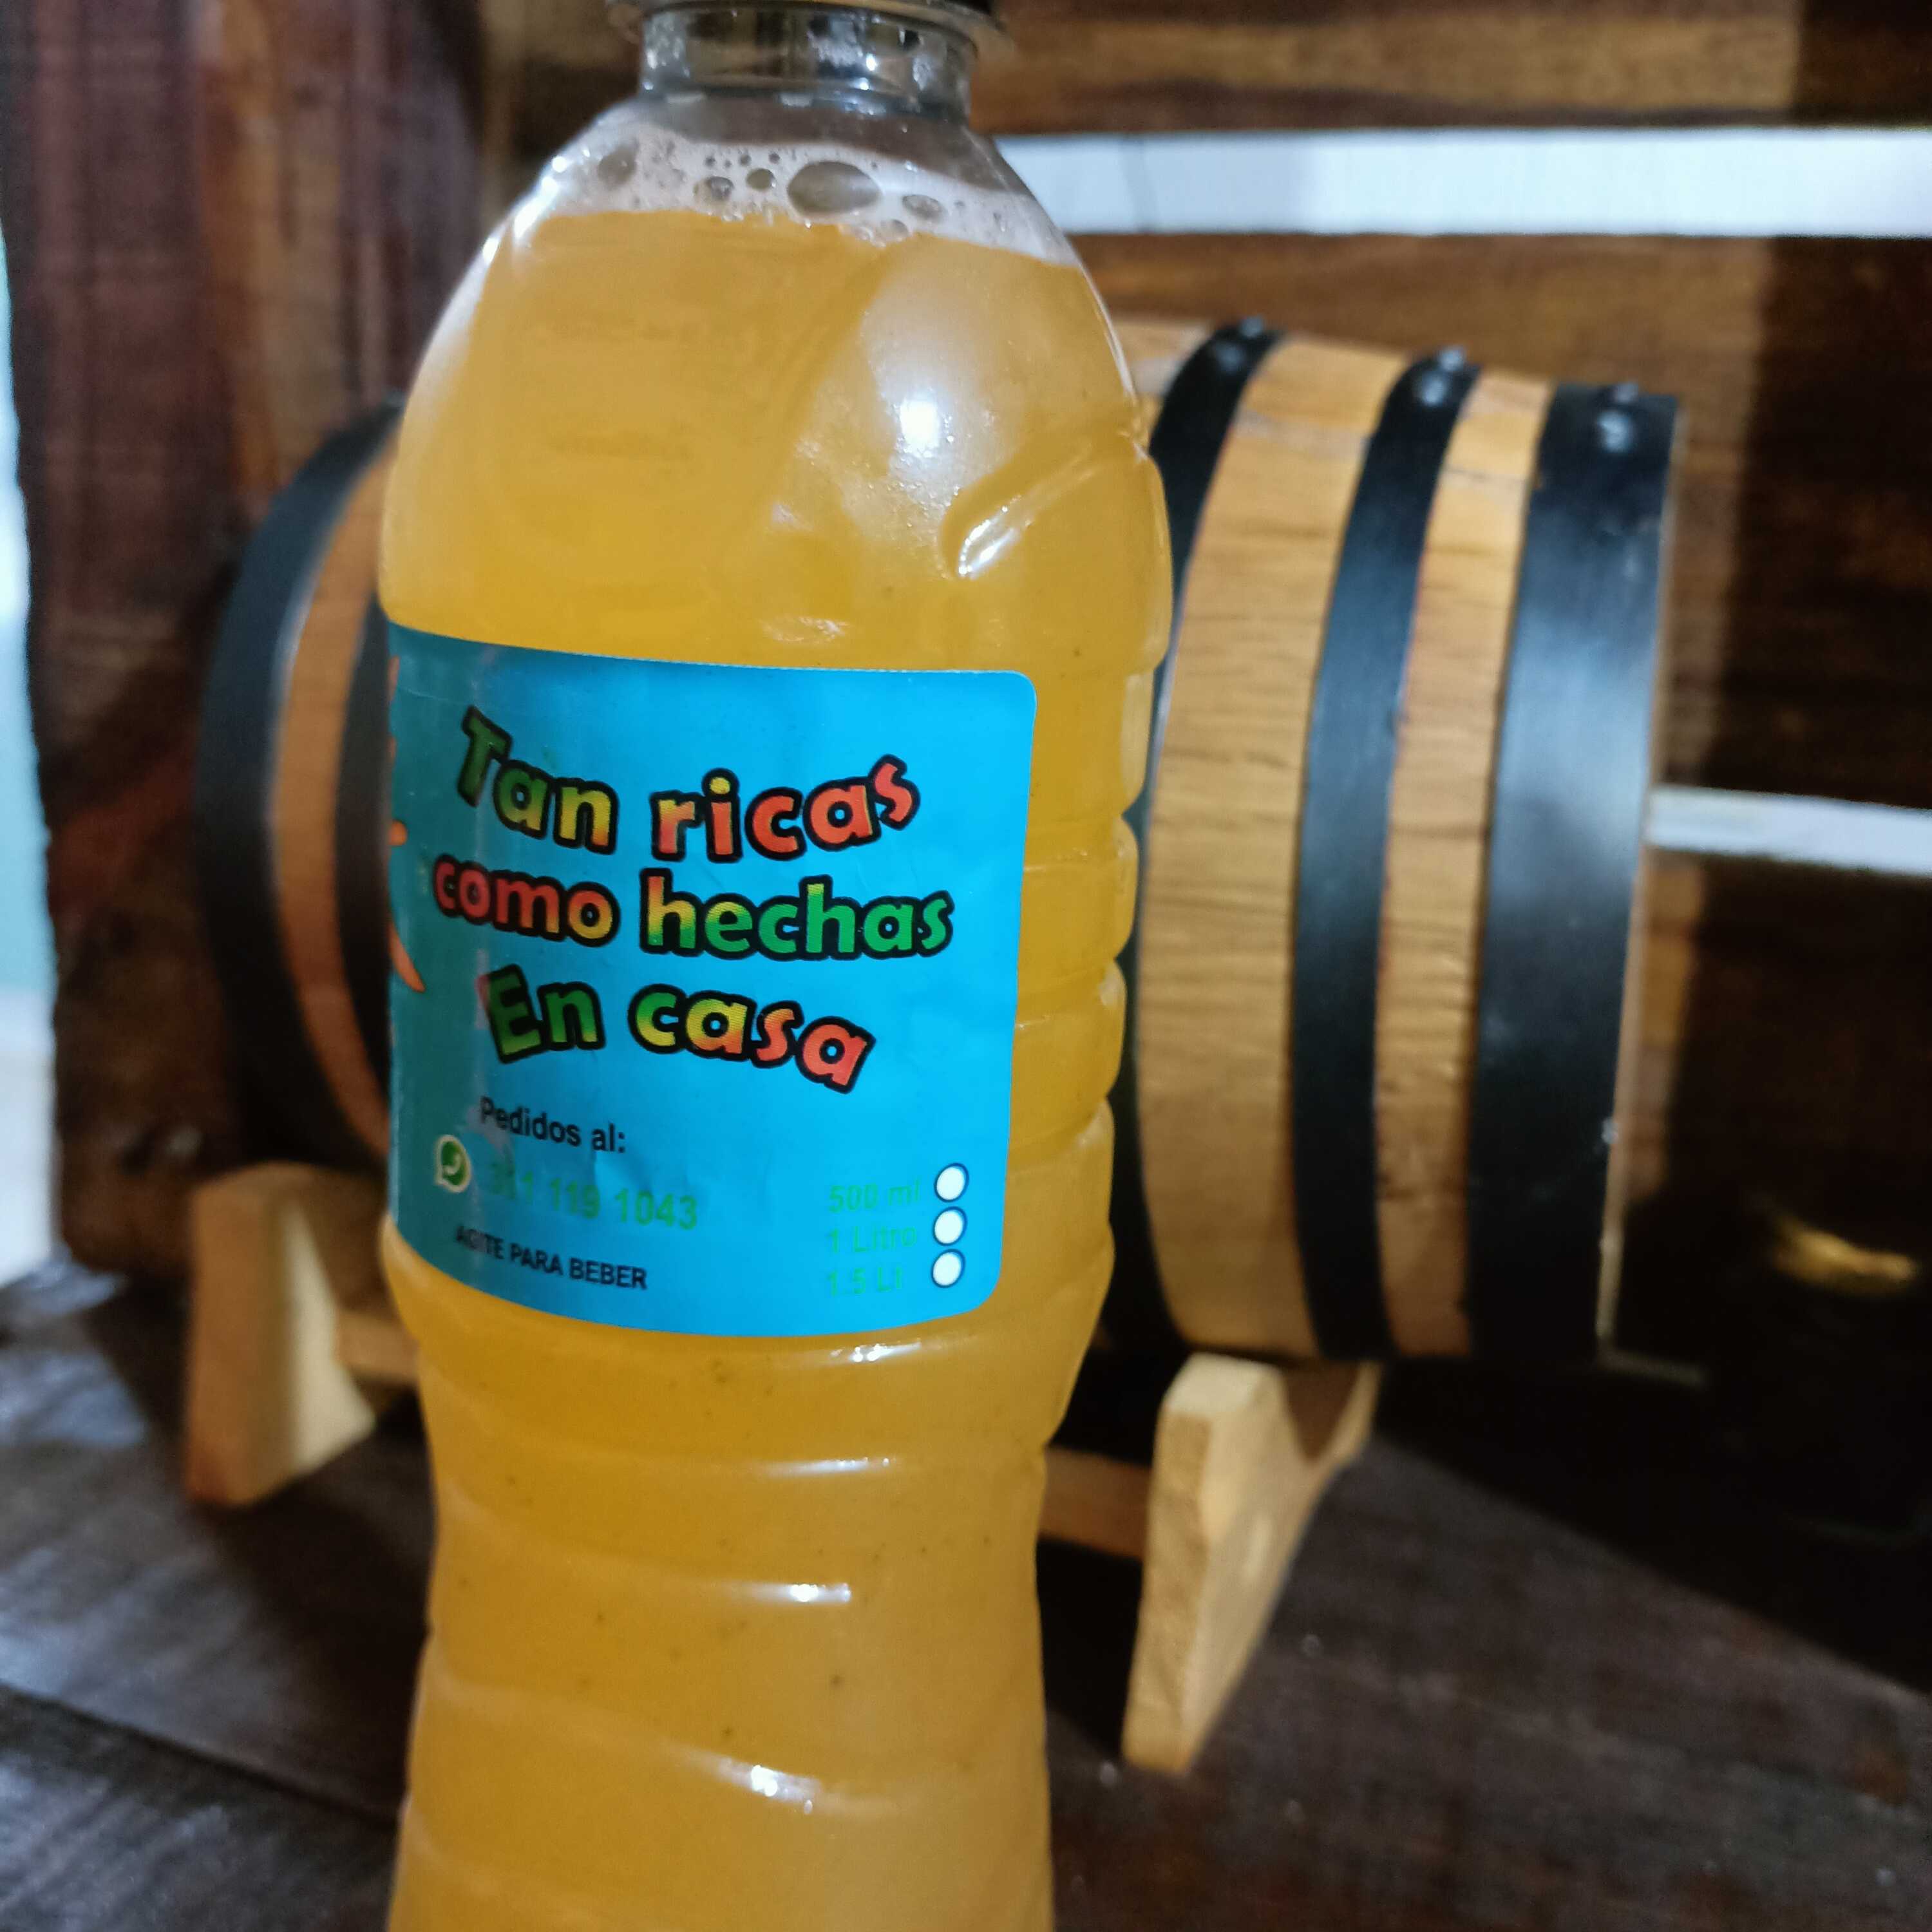 Tan ricas
como hechas
En casa
Pedidos al:
311 119 1043
AGITE PARA BEBER
500 ml
1 Litro
1.5 Lt